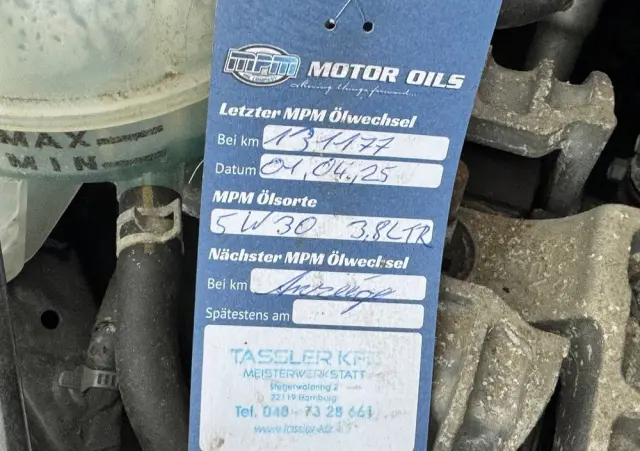 MPM MOTOR OILS
Letzter MPM Ölwechsel
Bei km 131177
Datum 01.04.25
MPM Ölsorte
5W30 3.8LTR
Nächster MPM Ölwechsel
Bei km Anzeige
Spätestens am
TASSLER KFZ
MEISTERWERKSTATT
22119 Hamburg
Tel. 040 - 73 28 661
MAX
MIN